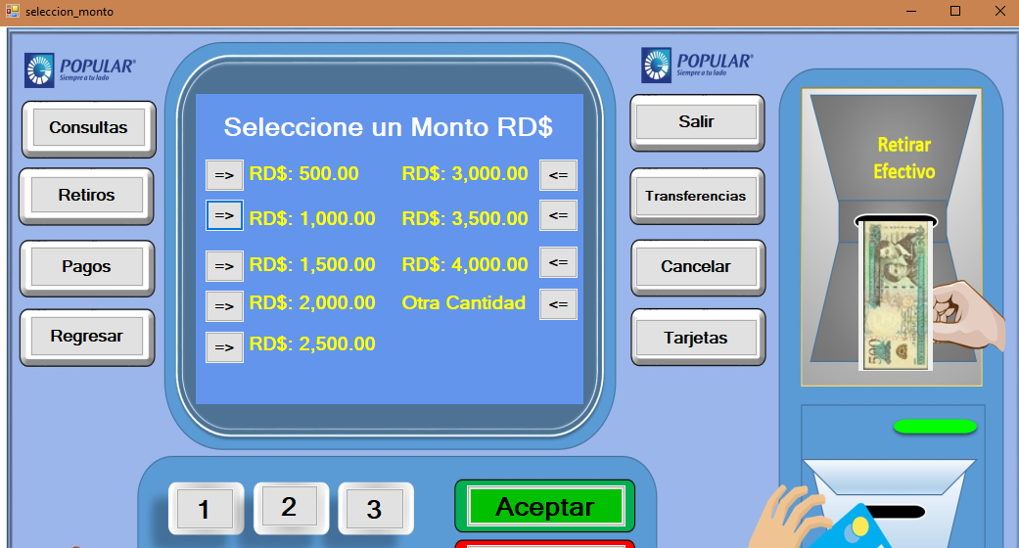 seleccion_monto
POPULAR
Siempre a tu lado
POPULAR
Siempre a tu lado
Consultas
Retiros
Pagos
Regresar
Seleccione un Monto RD$
=> RD$: 500.00 RD$: 3,000.00 <=
=> RD$: 1,000.00 RD$: 3,500.00 <=
=> RD$: 1,500.00 RD$: 4,000.00 <=
=> RD$: 2,000.00 Otra Cantidad <=
=> RD$: 2,500.00
Salir
Transferencias
Cancelar
Tarjetas
Retirar
Efectivo
500
1 2 3
Aceptar